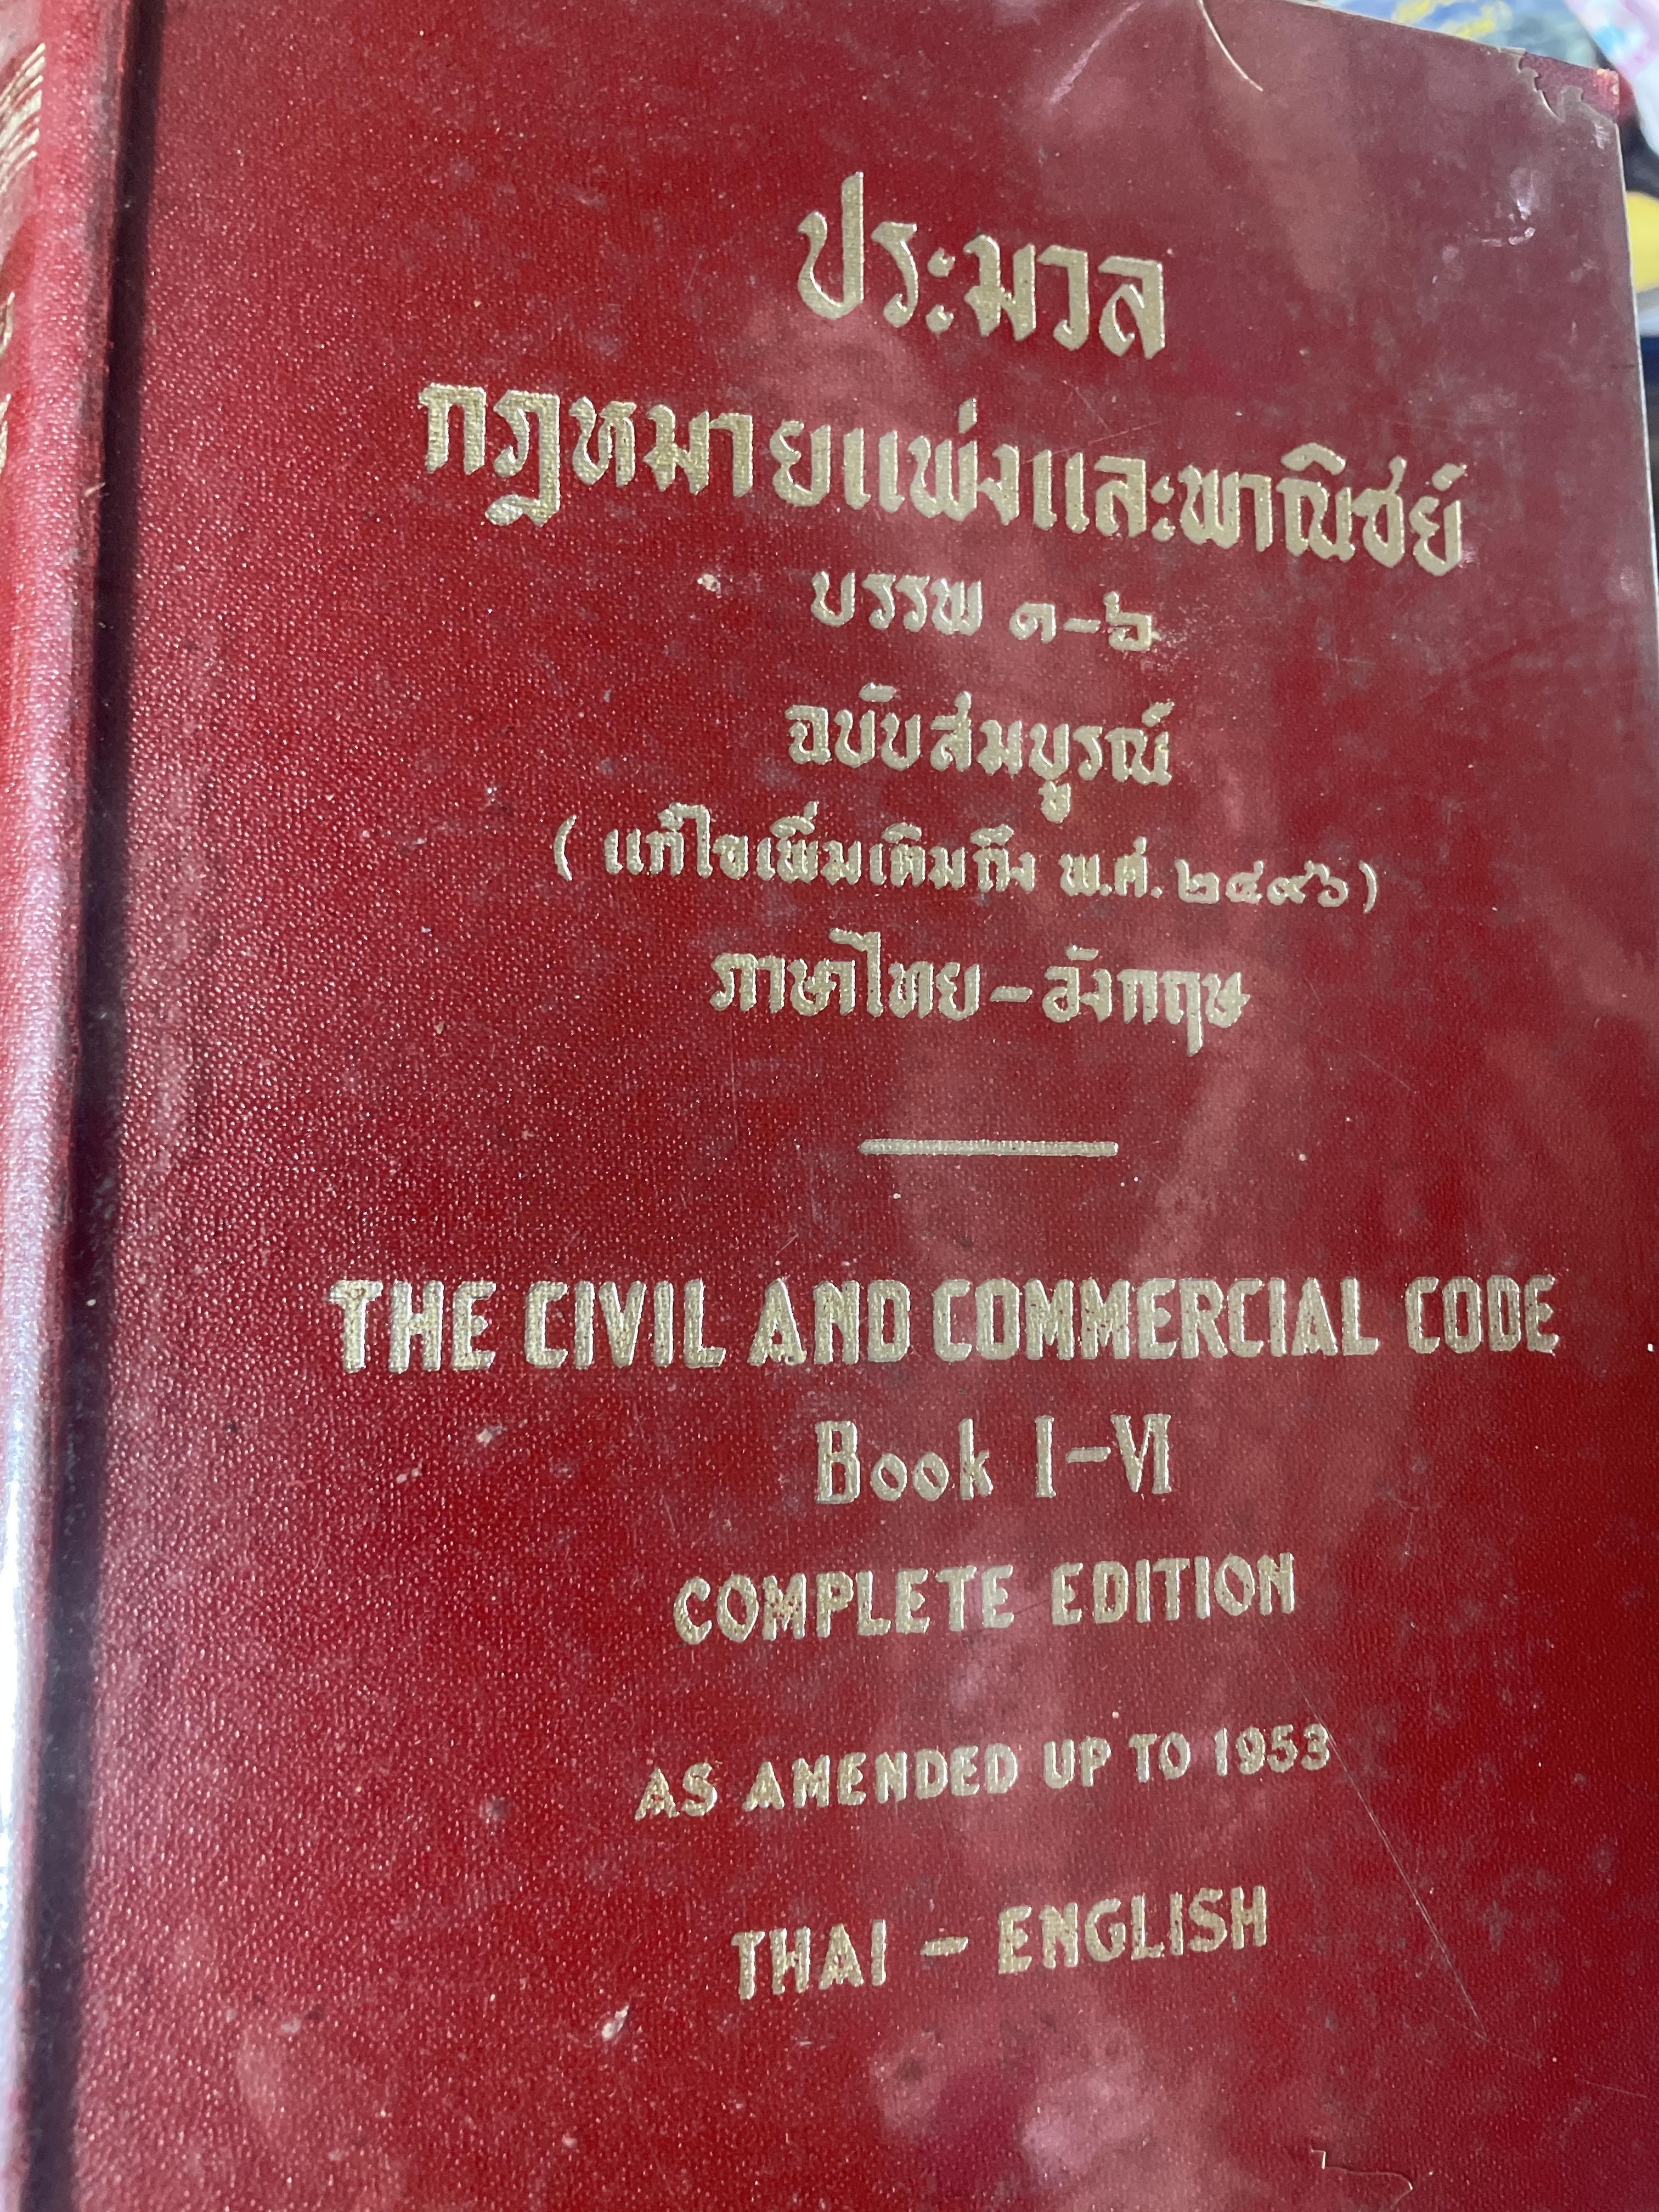 ประมวล
กฎหมายแพ่งและพาณิชย์
บรรพ ๑-๖
ฉบับสมบูรณ์
( แก้ไขเพิ่มเติมถึง พ.ศ. ๒๔๙๖ )
ภาษาไทย - อังกฤษ
THE CIVIL AND COMMERCIAL CODE
Book I-VI
COMPLETE EDITION
AS AMENDED UP TO 1953
THAI - ENGLISH